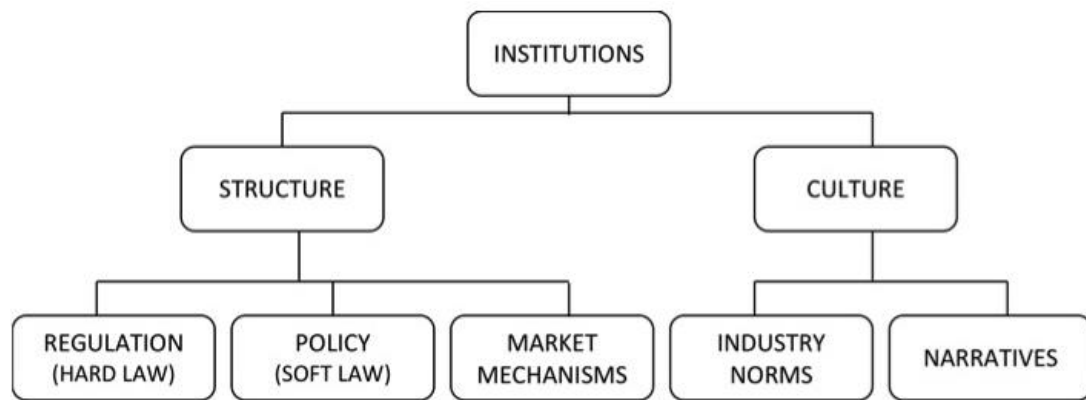 INSTITUTIONS
STRUCTURE
CULTURE
REGULATION
(HARD LAW)
POLICY
(SOFT LAW)
MARKET
MECHANISMS
INDUSTRY
NORMS
NARRATIVES